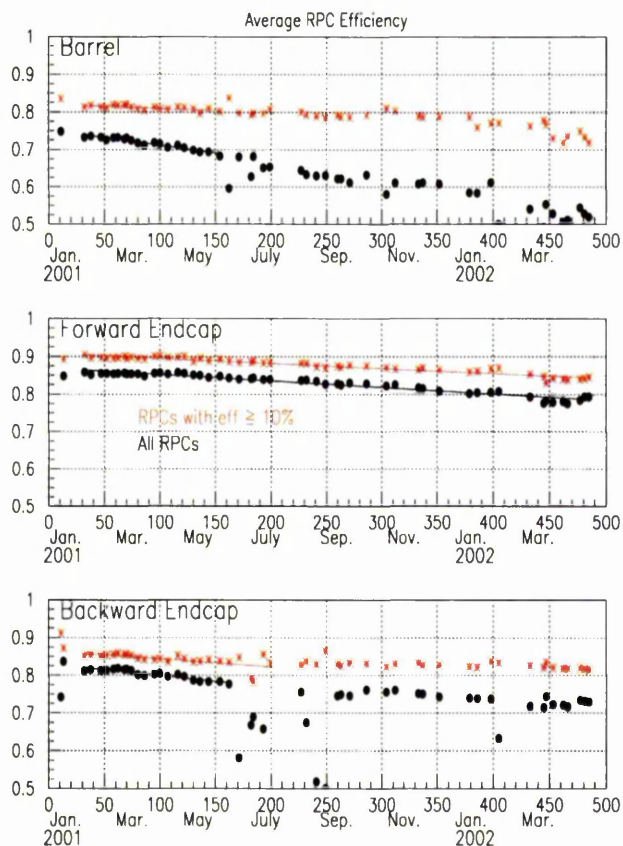 Average RPC Efficiency
1
Barrel
0.9
0.8
0.7
0.6
0.5
0 50 100 150 200 250 300 350 400 450 500
Jan. Mar. May July Sep. Nov. Jan. Mar.
2001 2002
1
Forward Endcap
0.9
0.8
0.7
RPCs with eff ≥ 10%
All RPCs
0.6
0.5
0 50 100 150 200 250 300 350 400 450 500
Jan. Mar. May July Sep. Nov. Jan. Mar.
2001 2002
1
Backward Endcap
0.9
0.8
0.7
0.6
0.5
0 50 100 150 200 250 300 350 400 450 500
Jan. Mar. May July Sep. Nov. Jan. Mar.
2001 2002